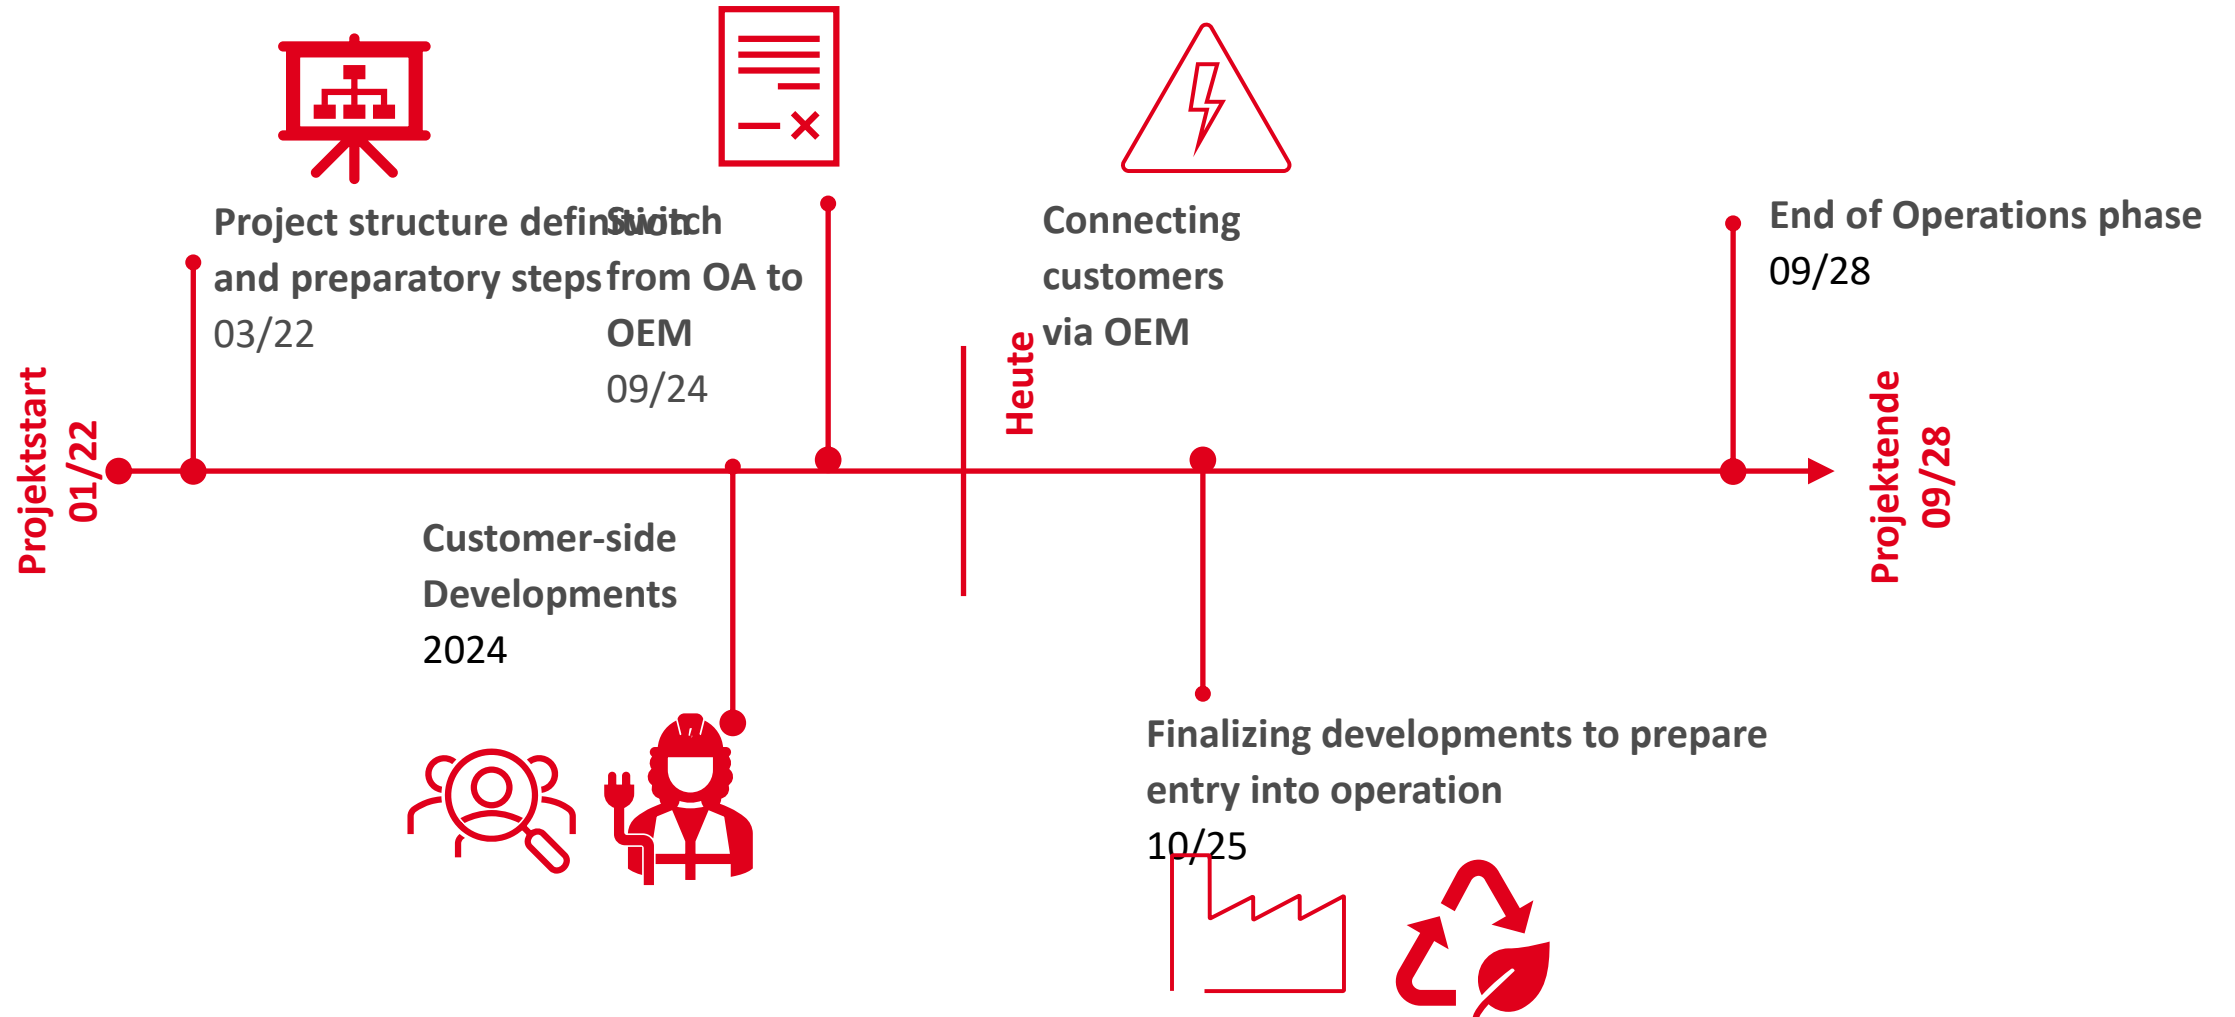 Project structure definition
and preparatory steps
03/22
Switch
from OA to
OEM
09/24
Connecting
customers
via OEM
End of Operations phase
09/28
Projektstart
01/22
Heute
Projektende
09/28
Customer-side
Developments
2024
Finalizing developments to prepare
entry into operation
10/25